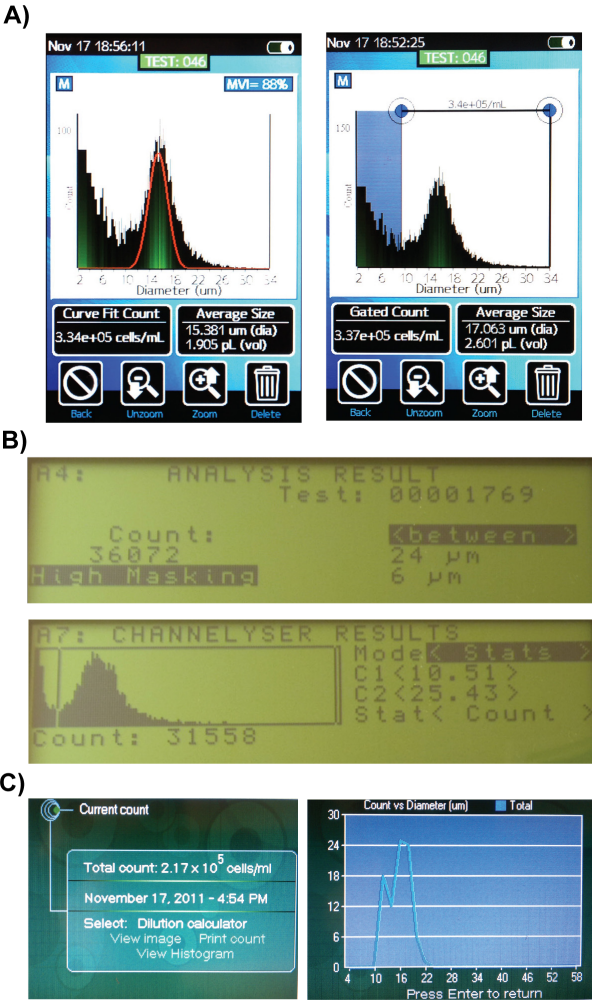 A)
Nov 17 18:56:11
TEST: 046
M
MVI= 88%
100
Count
2 6 10 14 18 22 26 30 34
Diameter (um)
Curve Fit Count
3.34e+05 cells/mL
Average Size
15.381 um (dia)
1.905 pL (vol)
Back Unzoom Zoom Delete
Nov 17 18:52:25
TEST: 046
M
3.4e+05/mL
150
Count
2 6 10 14 18 22 26 30 34
Diameter (um)
Gated Count
3.37e+05 cells/mL
Average Size
17.063 um (dia)
2.601 pL (vol)
Back Unzoom Zoom Delete
B)
A4: ANALYSIS RESULT
Test: 00001769
Count: <between >
36072 24 µm
High Masking 6 µm
A7: CHANNELYSER RESULTS
Mode< Stats >
C1<10.51>
C2<25.43>
Stat< Count >
Count: 31558
C)
Current count
Total count: 2.17 x 10⁵ cells/ml
November 17, 2011 - 4:54 PM
Select: Dilution calculator
View image Print count
View Histogram
Count vs Diameter (um) Total
30
24
18
12
6
0
4 10 16 22 28 34 40 46 52 58
Press Enter to return